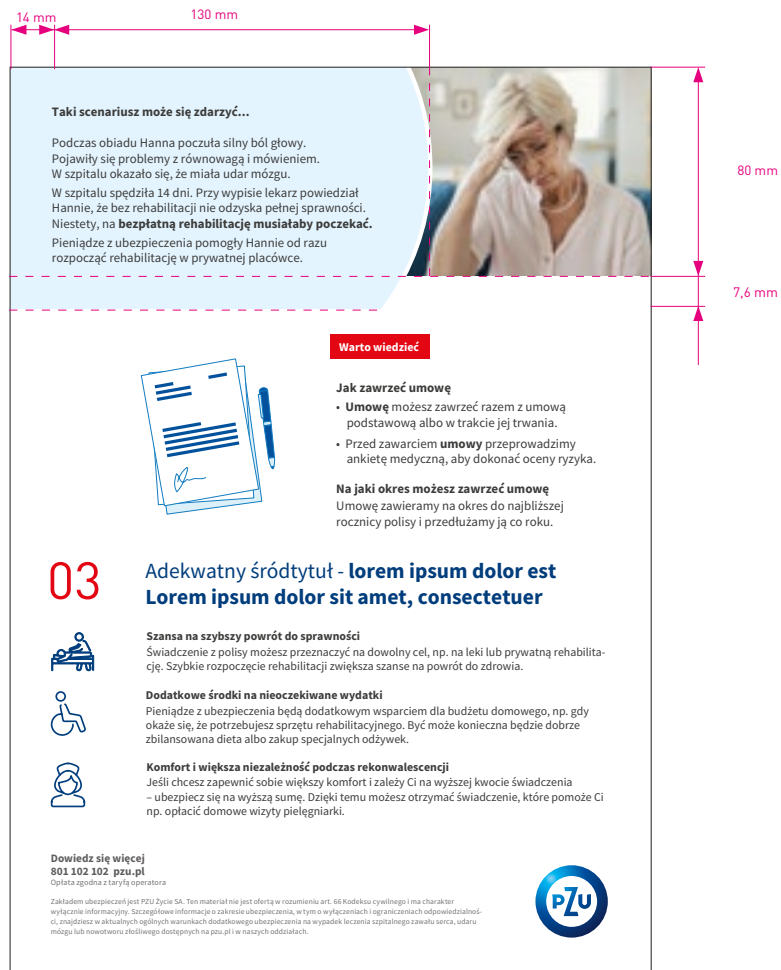 14 mm
130 mm
80 mm
7,6 mm
Taki scenariusz może się zdarzyć...
Podczas obiadu Hanna poczuła silny ból głowy.
Pojawiły się problemy z równowagą i mówieniem.
W szpitalu okazało się, że miała udar mózgu.
W szpitalu spędziła 14 dni. Przy wypisie lekarz powiedział
Hannie, że bez rehabilitacji nie odzyska pełnej sprawności.
Niestety, na bezpłatną rehabilitację musiałaby poczekać.
Pieniądze z ubezpieczenia pomogły Hannie od razu
rozpocząć rehabilitację w prywatnej placówce.
Warto wiedzieć
Jak zawrzeć umowę
• Umowę możesz zawrzeć razem z umową
podstawową albo w trakcie jej trwania.
• Przed zawarciem umowy przeprowadzimy
ankietę medyczną, aby dokonać oceny ryzyka.
Na jaki okres możesz zawrzeć umowę
Umowę zawieramy na okres do najbliższej
rocznicy polisy i przedłużamy ją co roku.
03
Adekwatny śródtytuł - lorem ipsum dolor est
Lorem ipsum dolor sit amet, consectetuer
Szansa na szybszy powrót do sprawności
Świadczenie z polisy możesz przeznaczyć na dowolny cel, np. na leki lub prywatną rehabilita-
cję. Szybkie rozpoczęcie rehabilitacji zwiększa szanse na powrót do zdrowia.
Dodatkowe środki na nieoczekiwane wydatki
Pieniądze z ubezpieczenia będą dodatkowym wsparciem dla budżetu domowego, np. gdy
okaże się, że potrzebujesz sprzętu rehabilitacyjnego. Być może konieczna będzie dobrze
zbilansowana dieta albo zakup specjalnych odżywek.
Komfort i większa niezależność podczas rekonwalescencji
Jeśli chcesz zapewnić sobie większy komfort i zależy Ci na wyższej kwocie świadczenia
– ubezpiecz się na wyższą sumę. Dzięki temu możesz otrzymać świadczenie, które pomoże Ci
np. opłacić domowe wizyty pielęgniarki.
Dowiedz się więcej
801 102 102 pzu.pl
Opłata zgodna z taryfą operatora
Zakładem ubezpieczeń jest PZU Życie SA. Ten materiał nie jest ofertą w rozumieniu art. 66 Kodeksu cywilnego i ma charakter
wyłącznie informacyjny. Szczegółowe informacje o zakresie ubezpieczenia, w tym o wyłączeniach i ograniczeniach odpowiedzialnoś-
ci, znajdziesz w aktualnych ogólnych warunkach dodatkowego ubezpieczenia na wypadek leczenia szpitalnego zawału serca, udaru
mózgu lub nowotworu złośliwego dostępnych na pzu.pl i w naszych oddziałach.
PZU